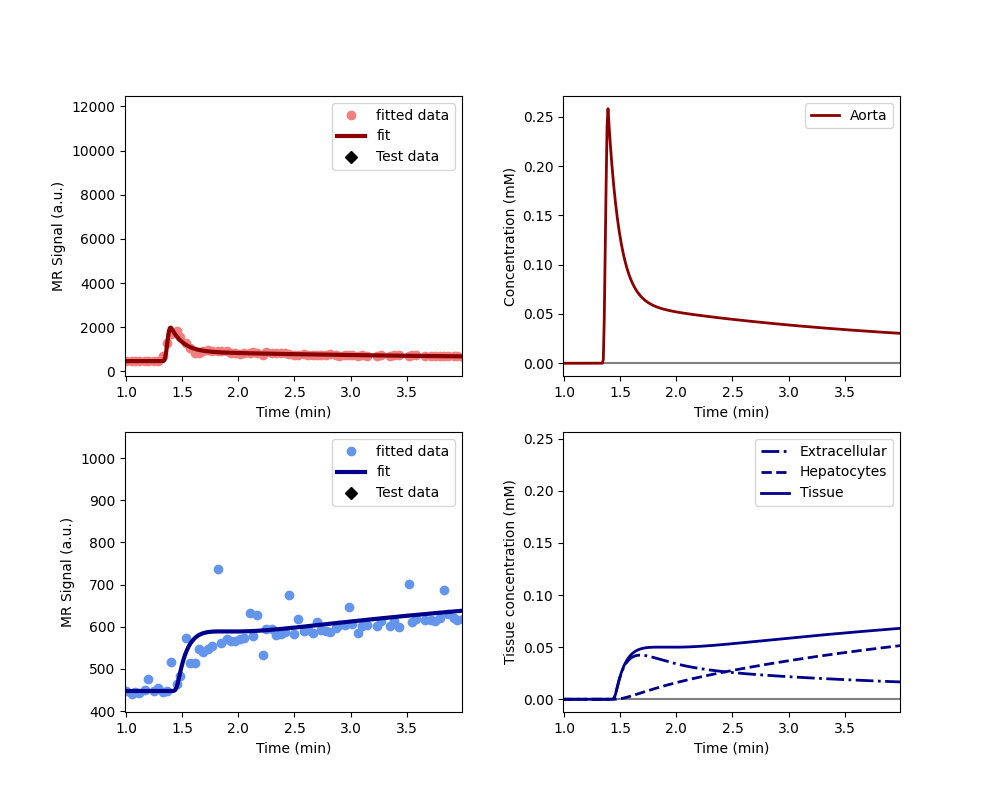 12000
10000
8000
6000
4000
2000
0
MR Signal (a.u.)
fitted data
fit
Test data
1.0 1.5 2.0 2.5 3.0 3.5
Time (min)
0.25
0.20
0.15
0.10
0.05
0.00
Concentration (mM)
Aorta
1.0 1.5 2.0 2.5 3.0 3.5
Time (min)
1000
900
800
700
600
500
400
MR Signal (a.u.)
fitted data
fit
Test data
1.0 1.5 2.0 2.5 3.0 3.5
Time (min)
0.25
0.20
0.15
0.10
0.05
0.00
Tissue concentration (mM)
Extracellular
Hepatocytes
Tissue
1.0 1.5 2.0 2.5 3.0 3.5
Time (min)